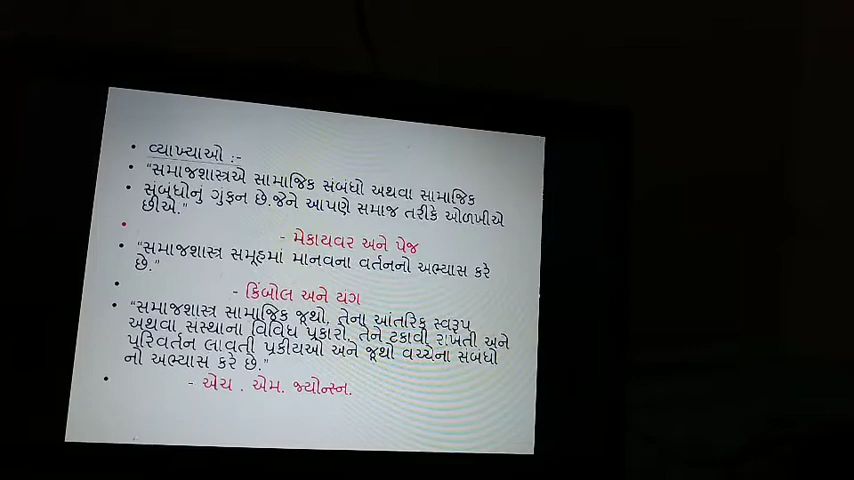 • વ્યાખ્યાઓ :-
• “સમાજશાસ્ત્રએ સામાજિક સંબંધો અથવા સામાજિક
• સંબંધોનું ગુંફન છે.જેને આપણે સમાજ તરીકે ઓળખીએ
છીએ.”
•
- મેકાયવર અને પેજ
• “સમાજશાસ્ત્ર સમૂહમાં માનવના વર્તનનો અભ્યાસ કરે
છે.”
•
- કિંબોલ અને યંગ
• “સમાજશાસ્ત્ર સામાજિક જૂથો, તેના આંતરિક સ્વરૂપ
અથવા સંસ્થાના વિવિધ પ્રકારો, તેને ટકાવી રાખતી અને
પરિવર્તન લાવતી પ્રકીયાઓ અને જૂથો વચ્ચેના સંબંધો
નો અભ્યાસ કરે છે.”
• - એચ . એમ. જ્યોન્સ્ન.